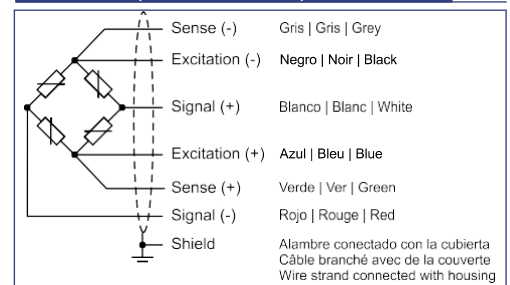 Sense (-) Gris | Gris | Grey
Excitation (-) Negro | Noir | Black
Signal (+) Blanco | Blanc | White
Excitation (+) Azul | Bleu | Blue
Sense (+) Verde | Ver | Green
Signal (-) Rojo | Rouge | Red
Shield Alambre conectado con la cubierta
Câble branché avec de la couverte
Wire strand connected with housing